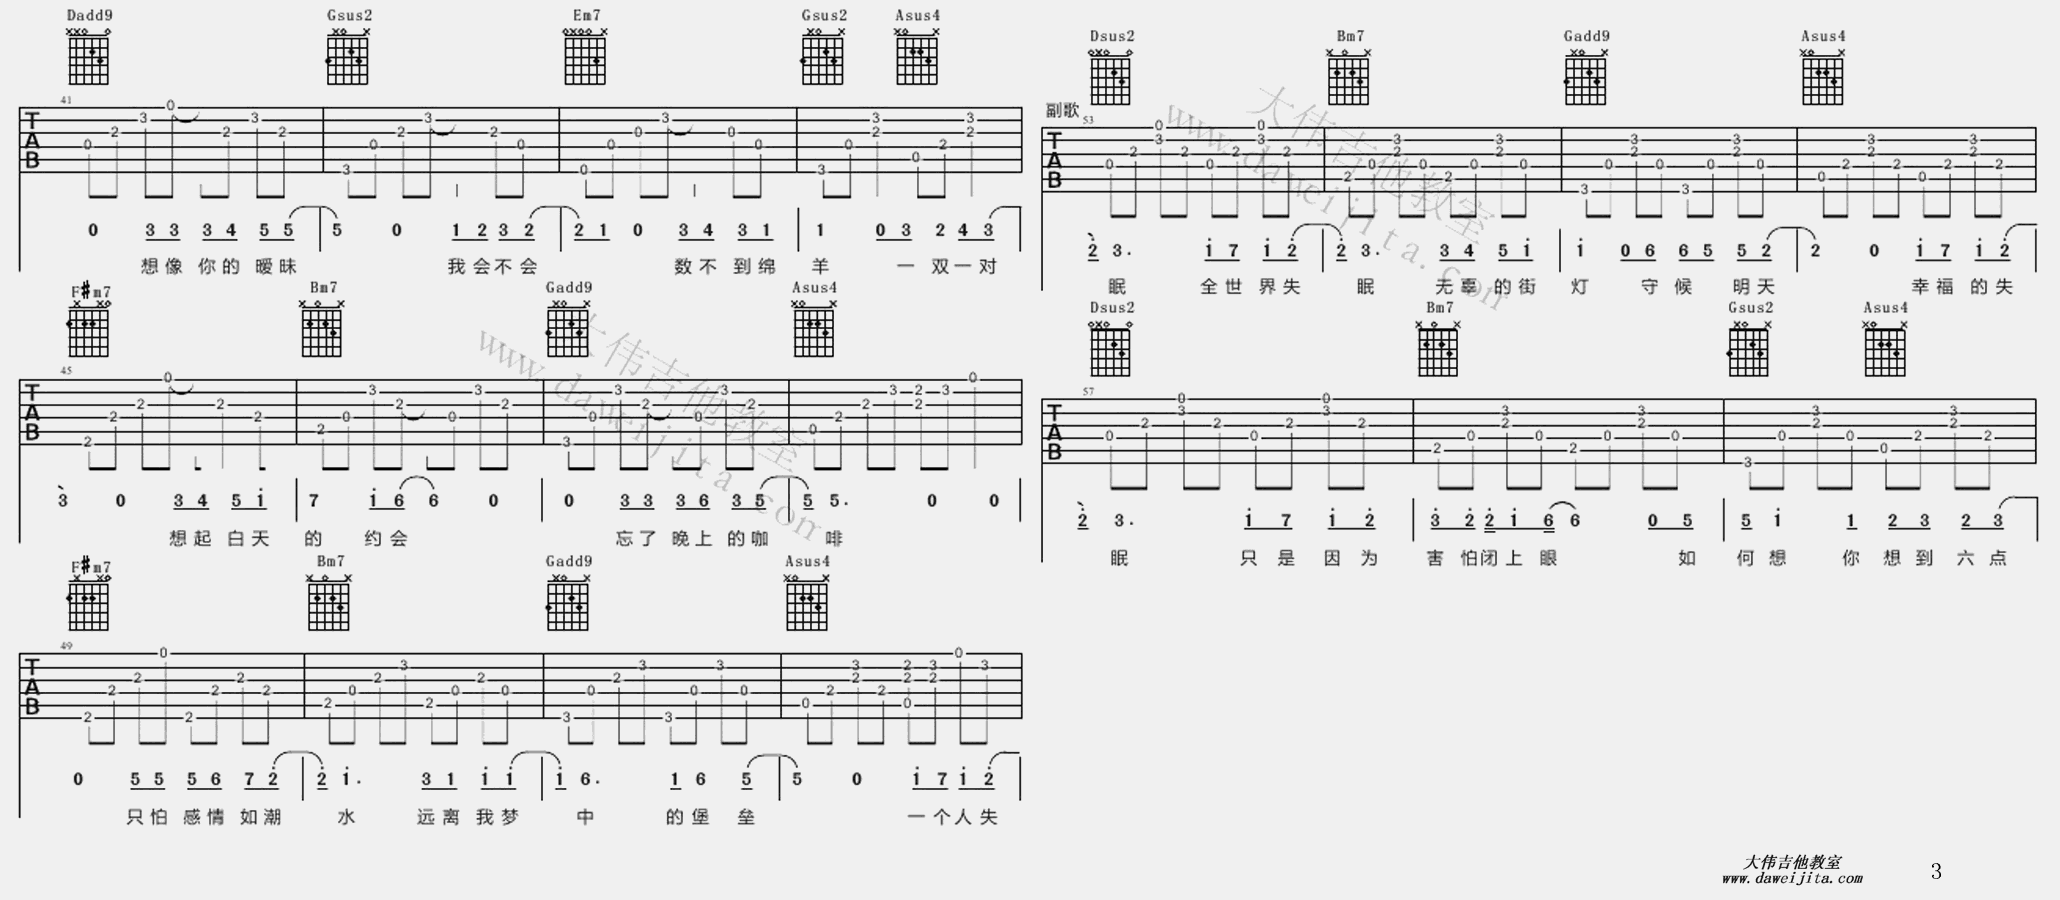 Dadd9 Gsus2 Em7 Gsus2 Asus4
41
0 3 3 3 4 5 5 5 0 1 2 3 2 2 1 0 3 4 3 1 1 0 3 2 4 3
想像 你的 暧昧 我会不会 数不 到绵 羊 一 双一对
F#m7 Bm7 Gadd9 Asus4
45
3 0 3 4 5 1 7 1 6 6 0 0 3 3 3 6 3 5 5 5. 0 0
想起 白天 的 约会 忘了 晚上 的咖 啡
F#m7 Bm7 Gadd9 Asus4
49
0 5 5 5 6 7 2 2 1. 3 1 1 1 1 6. 1 6 5 5 0 1 7 1 2
只怕 感情 如潮 水 远离 我梦 中 的堡 垒 一个人失
Dsus2 Bm7 Gadd9 Asus4
副歌
53
2 3. 1 7 1 2 2 3. 3 4 5 1 1 0 6 6 5 5 2 2 0 1 7 1 2
眠 全世 界失 眠 无辜 的街 灯 守候 明天 幸福 的失
Dsus2 Bm7 Gsus2 Asus4
57
2 3. 1 7 1 2 3 2 2 1 6 6 0 5 5 1 1 2 3 2 3
眠 只是 因为 害怕闭上眼 如 何想 你 想到 六点
大伟吉他教室
www.daweijita.com
3